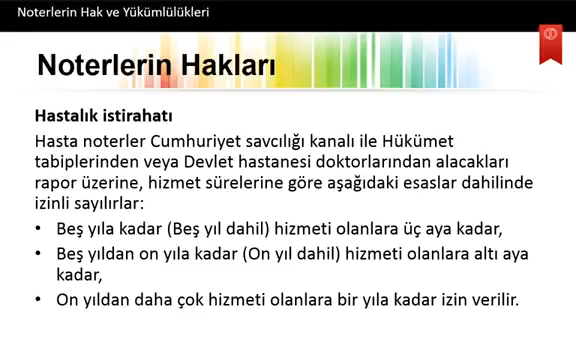 Noterlerin Hak ve Yükümlülükleri
Noterlerin Hakları
Hastalık istirahatı
Hasta noterler Cumhuriyet savcılığı kanalı ile Hükümet
tabiplerinden veya Devlet hastanesi doktorlarından alacakları
rapor üzerine, hizmet sürelerine göre aşağıdaki esaslar dahilinde
izinli sayılırlar:
• Beş yıla kadar (Beş yıl dahil) hizmeti olanlara üç aya kadar,
• Beş yıldan on yıla kadar (On yıl dahil) hizmeti olanlara altı aya
kadar,
• On yıldan daha çok hizmeti olanlara bir yıla kadar izin verilir.